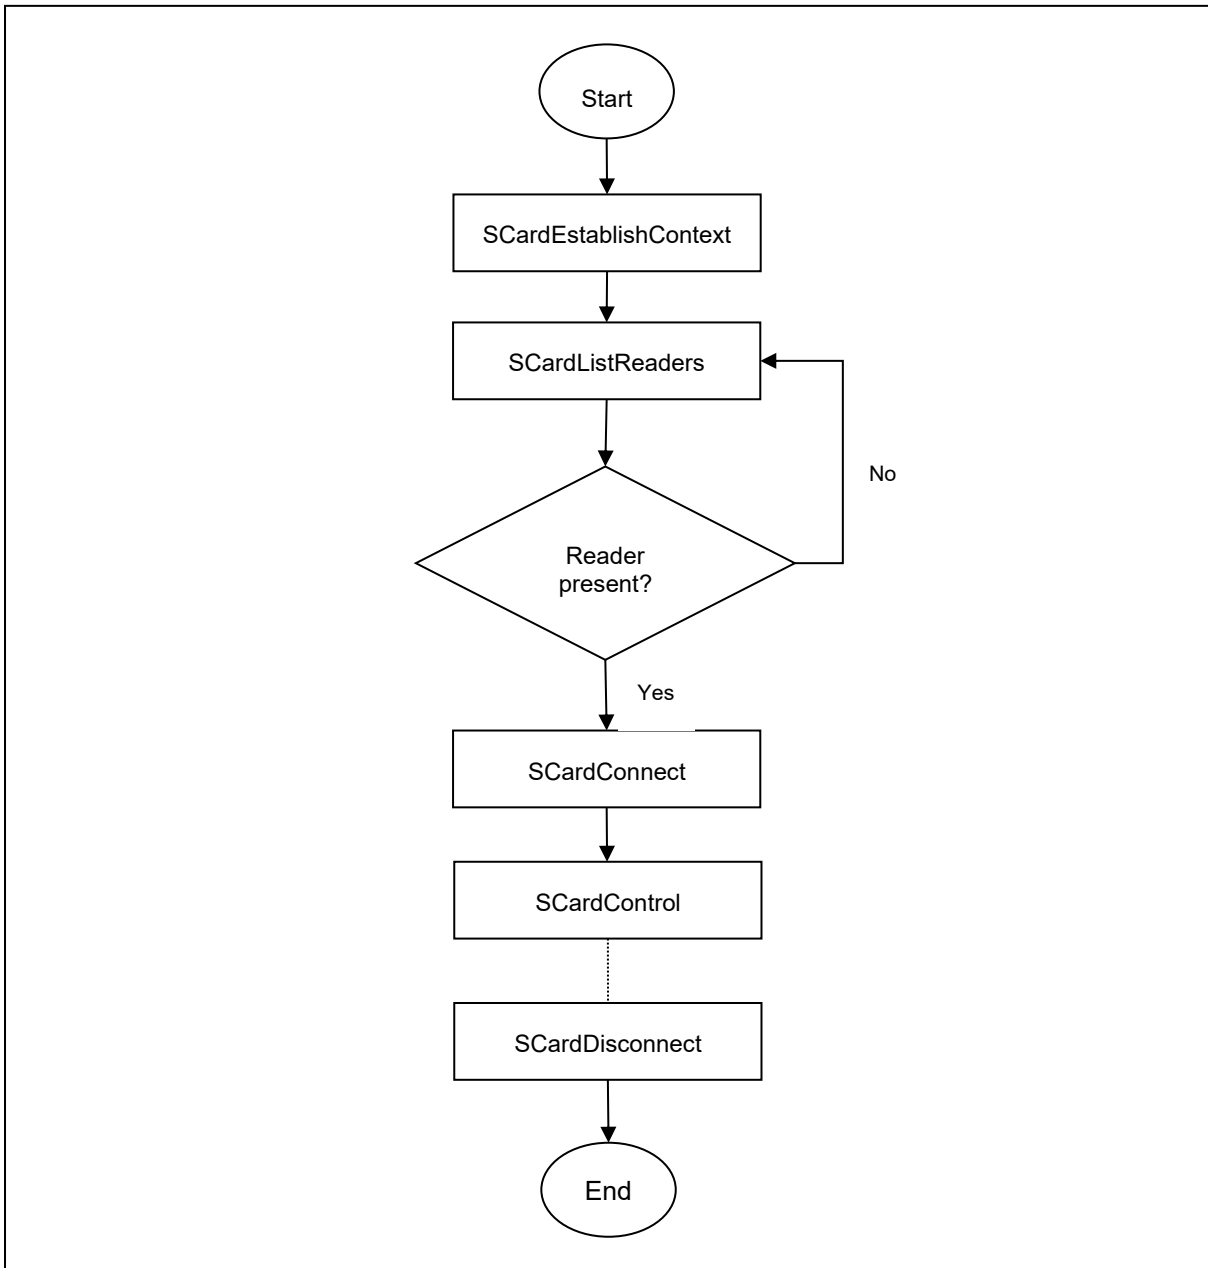 Start
SCardEstablishContext
SCardListReaders
No
Reader
present?
Yes
SCardConnect
SCardControl
SCardDisconnect
End